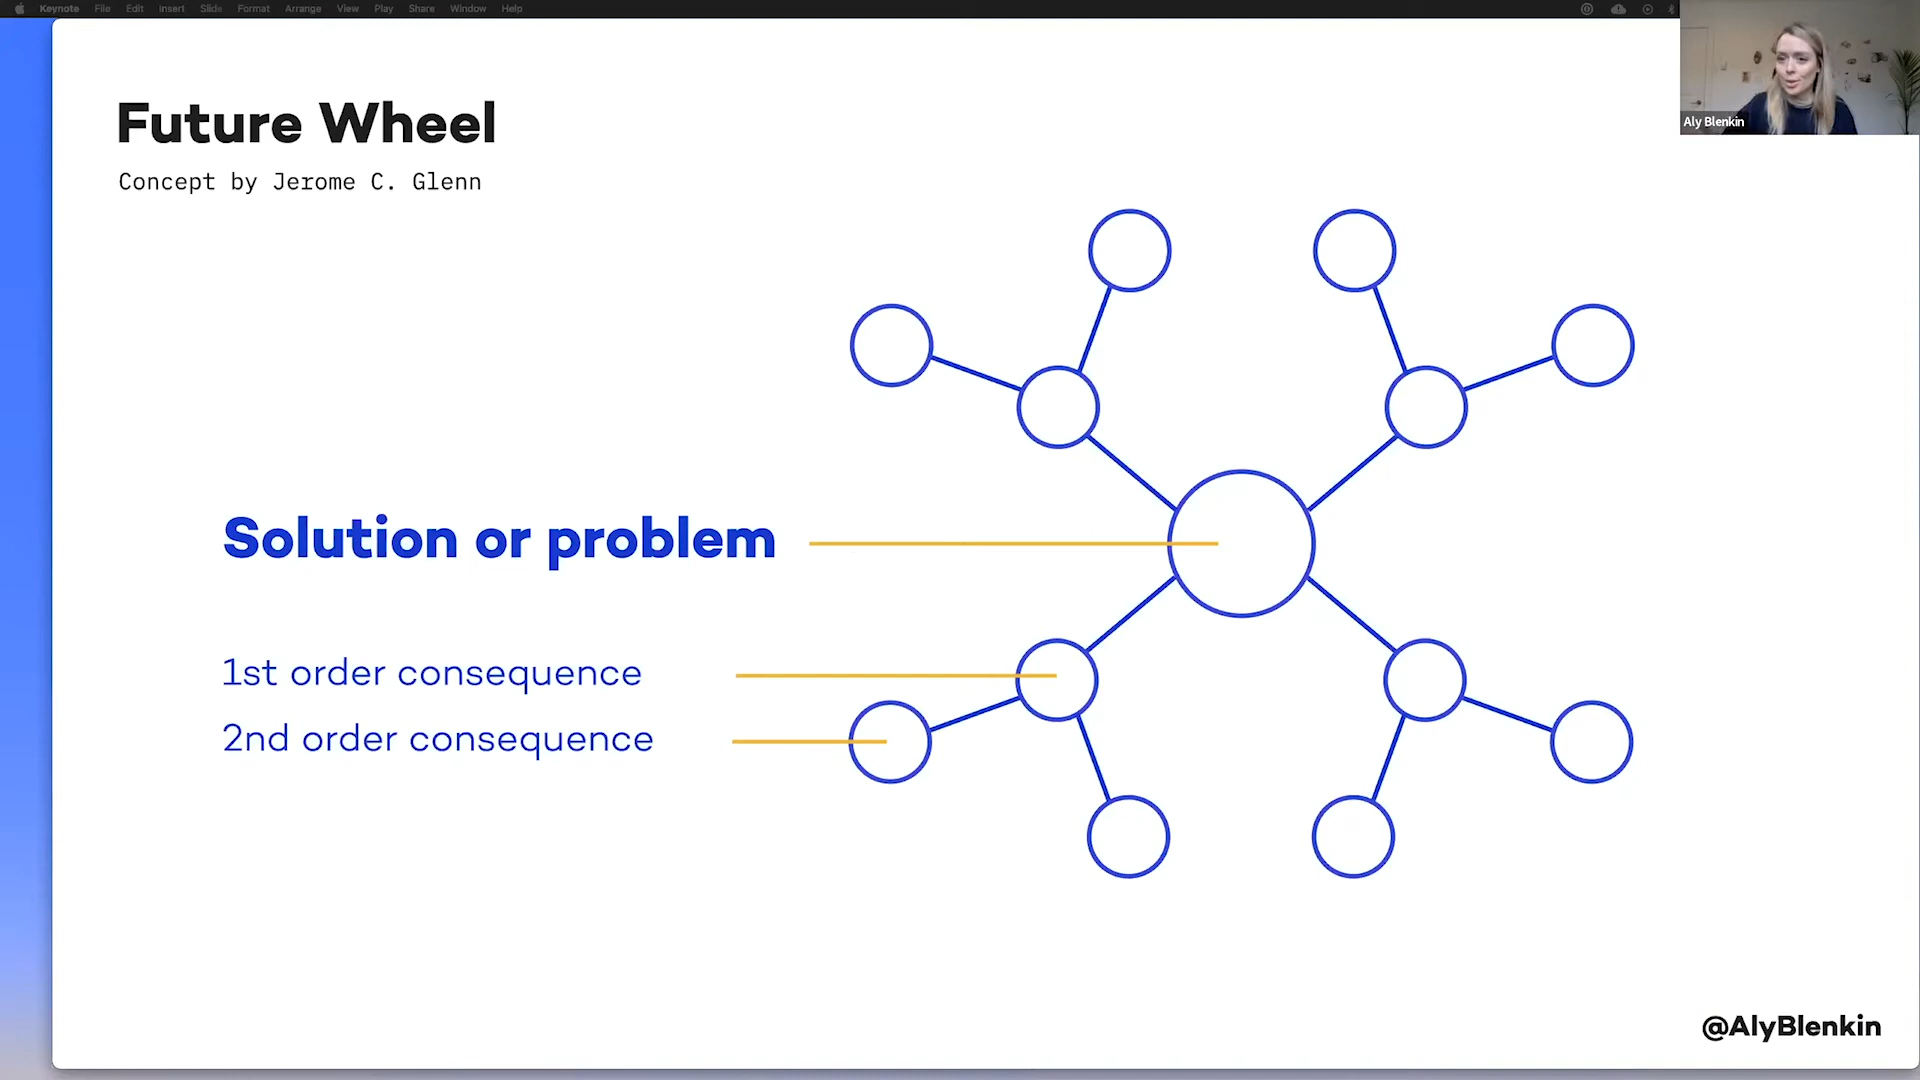 Keynote File Edit Insert Slide Format Arrange View Play Share Window Help
Aly Blenkin
Future Wheel
Concept by Jerome C. Glenn
Solution or problem
1st order consequence
2nd order consequence
@AlyBlenkin